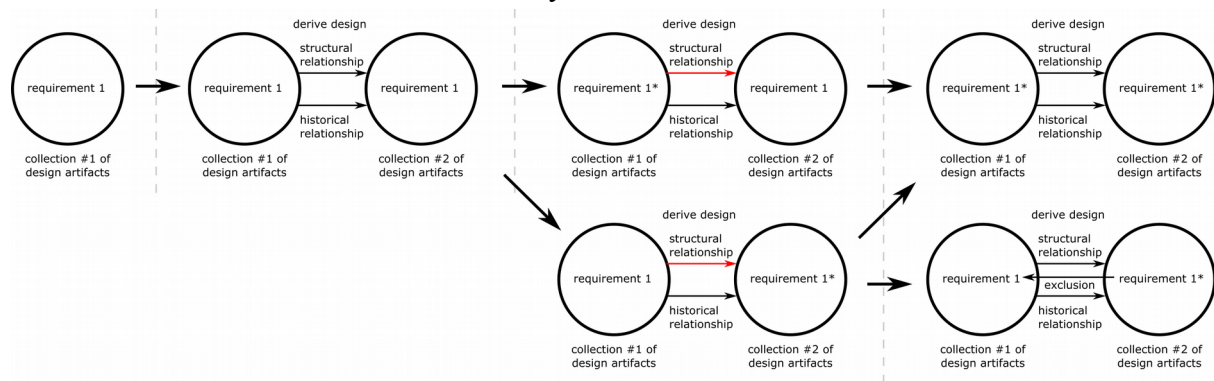 requirement 1
collection #1 of
design artifacts
derive design
structural
relationship
requirement 1
requirement 1
historical
relationship
collection #1 of
design artifacts
collection #2 of
design artifacts
derive design
structural
relationship
requirement 1*
requirement 1
historical
relationship
collection #1 of
design artifacts
collection #2 of
design artifacts
derive design
structural
relationship
requirement 1*
requirement 1*
historical
relationship
collection #1 of
design artifacts
collection #2 of
design artifacts
derive design
structural
relationship
requirement 1
requirement 1*
historical
relationship
collection #1 of
design artifacts
collection #2 of
design artifacts
derive design
structural
relationship
requirement 1
requirement 1*
exclusion
historical
relationship
collection #1 of
design artifacts
collection #2 of
design artifacts